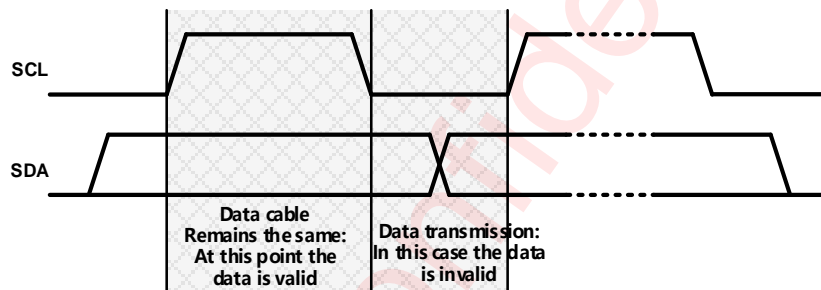 SCL
SDA
Data cable
Remains the same:
At this point the
data is valid
Data transmission:
In this case the data
is invalid